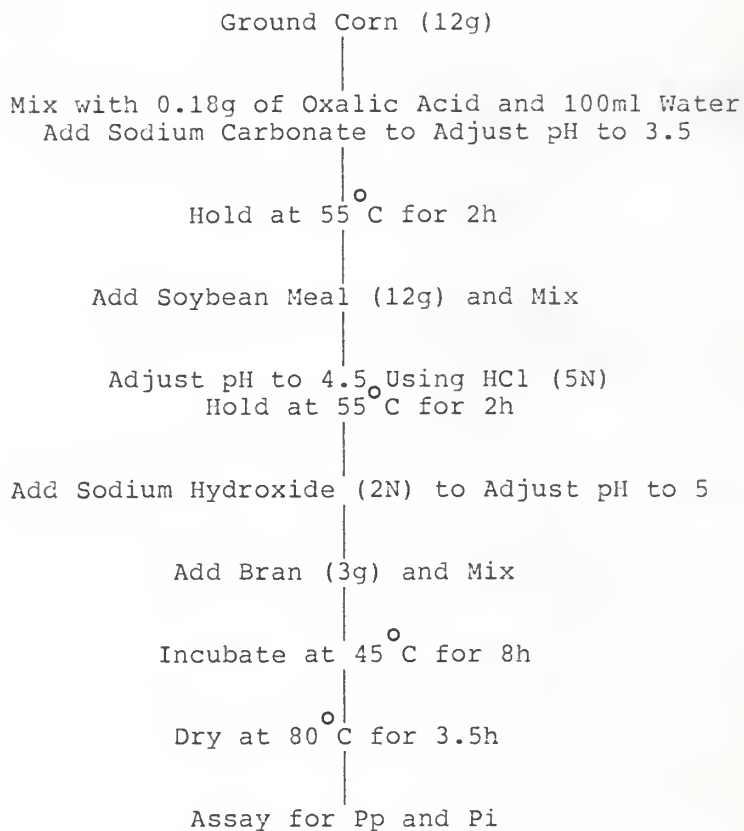 Ground Corn (12g)
Mix with 0.18g of Oxalic Acid and 100ml Water
Add Sodium Carbonate to Adjust pH to 3.5
Hold at 55°C for 2h
Add Soybean Meal (12g) and Mix
Adjust pH to 4.5 Using HCl (5N)
Hold at 55°C for 2h
Add Sodium Hydroxide (2N) to Adjust pH to 5
Add Bran (3g) and Mix
Incubate at 45°C for 8h
Dry at 80°C for 3.5h
Assay for Pp and Pi